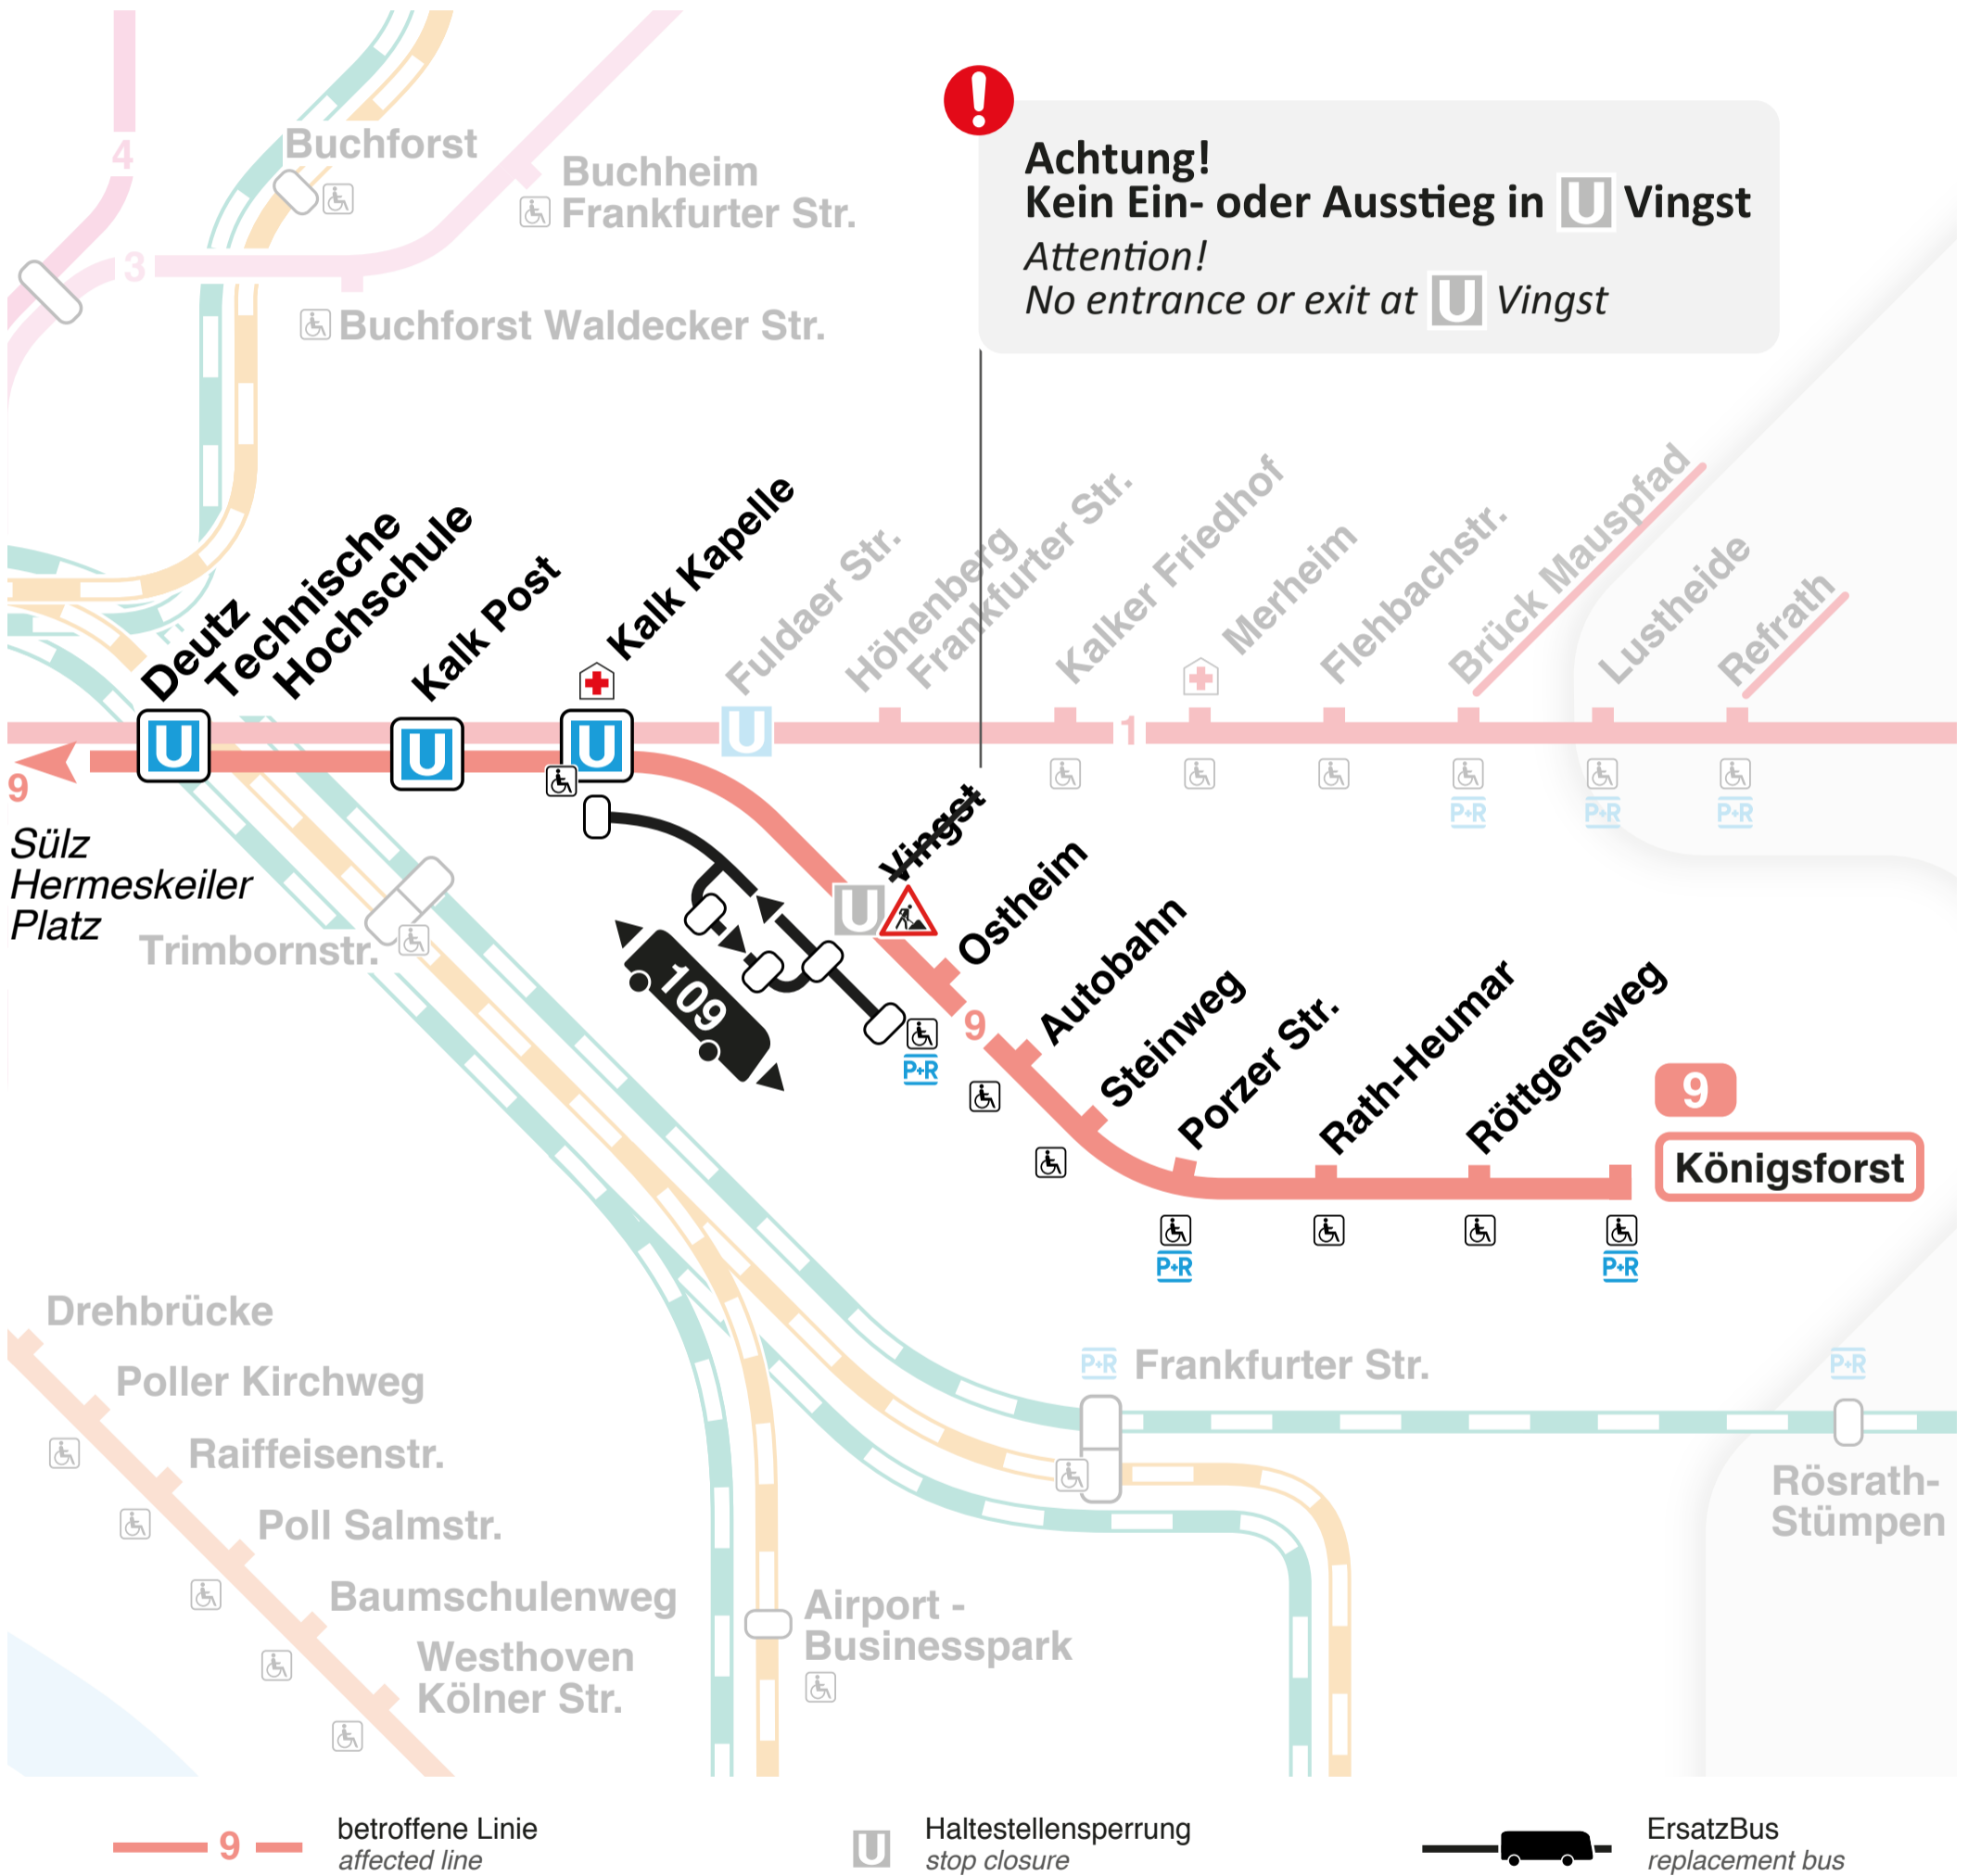 4
Buchforst
Buchheim
Frankfurter Str.
3
Buchforst Waldecker Str.
!
Achtung!
Kein Ein- oder Ausstieg in U Vingst
Attention!
No entrance or exit at U Vingst
Deutz
Technische
Hochschule
Kalk Post
Kalk Kapelle
Fuldaer Str.
Höhenberg
Frankfurter Str.
Kalker Friedhof
Merheim
Flehbachstr.
Brück Mauspfad
Lustheide
Refrath
U
U
U
U
1
P+R
P+R
P+R
9
Sülz
Hermeskeiler
Platz
Trimbornstr.
U
Vingst
Ostheim
Autobahn
Steinweg
Porzer Str.
Rath-Heumar
Röttgensweg
109
9
P+R
9
Königsforst
P+R
P+R
Drehbrücke
Poller Kirchweg
Raiffeisenstr.
Poll Salmstr.
Baumschulenweg
Westhoven
Kölner Str.
P+R
Frankfurter Str.
P+R
Rösrath-
Stümpen
Airport -
Businesspark
9
betroffene Linie
affected line
U
Haltestellensperrung
stop closure
ErsatzBus
replacement bus